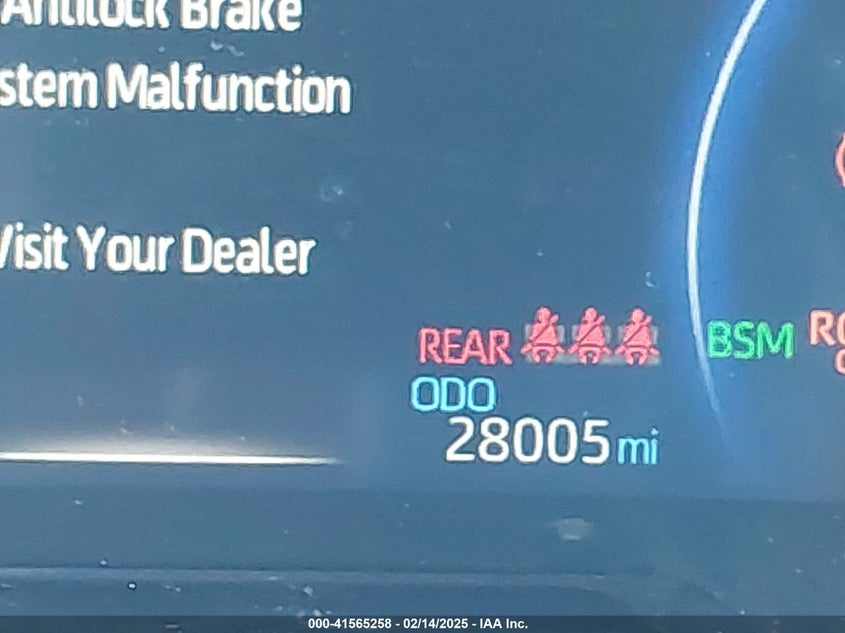 Antilock Brake
stem Malfunction
Visit Your Dealer
REAR
BSM
ODO
28005 mi
000-41565258 - 02/14/2025 - IAA Inc.